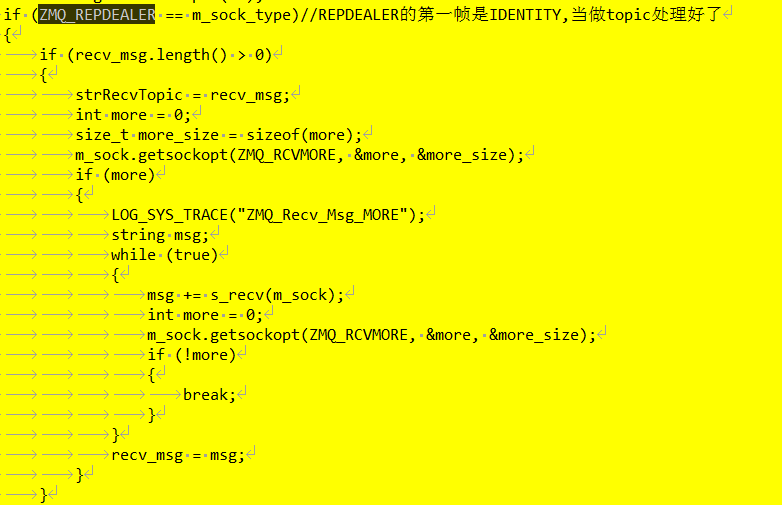 if (ZMQ_REPDEALER == m_sock_type)//REPDEALER的第一帧是IDENTITY,当做topic处理好了
{
if (recv_msg.length() > 0)
{
strRecvTopic = recv_msg;
int more = 0;
size_t more_size = sizeof(more);
m_sock.getsockopt(ZMQ_RCVMORE, &more, &more_size);
if (more)
{
LOG_SYS_TRACE("ZMQ_Recv_Msg_MORE");
string msg;
while (true)
{
msg += s_recv(m_sock);
int more = 0;
m_sock.getsockopt(ZMQ_RCVMORE, &more, &more_size);
if (!more)
{
break;
}
}
recv_msg = msg;
}
}